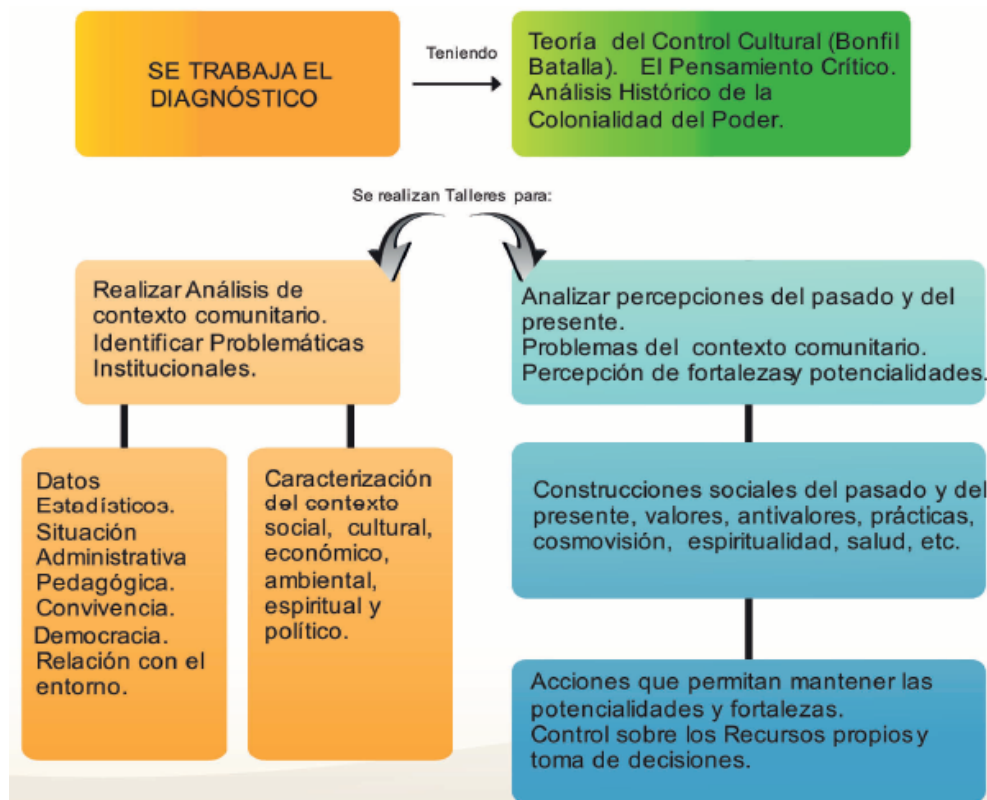 SE TRABAJA EL
DIAGNÓSTICO
Teniendo
Teoría del Control Cultural (Bonfil
Batalla). El Pensamiento Crítico.
Análisis Histórico de la
Colonialidad del Poder.
Se realizan Talleres para:
Realizar Análisis de
contexto comunitario.
Identificar Problemáticas
Institucionales.
Analizar percepciones del pasado y del
presente.
Problemas del contexto comunitario.
Percepción de fortalezas y potencialidades.
Datos
Estadísticos.
Situación
Administrativa
Pedagógica.
Convivencia.
Democracia.
Relación con el
entorno.
Caracterización
del contexto
social, cultural,
económico,
ambiental,
espiritual y
político.
Construcciones sociales del pasado y del
presente, valores, antivalores, prácticas,
cosmovisión, espiritualidad, salud, etc.
Acciones que permitan mantener las
potencialidades y fortalezas.
Control sobre los Recursos propios y
toma de decisiones.